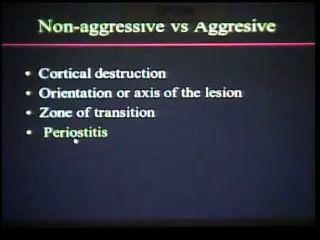 Non-aggressive vs Aggresive
• Cortical destruction
• Orientation or axis of the lesion
• Zone of transition
• Periostitis